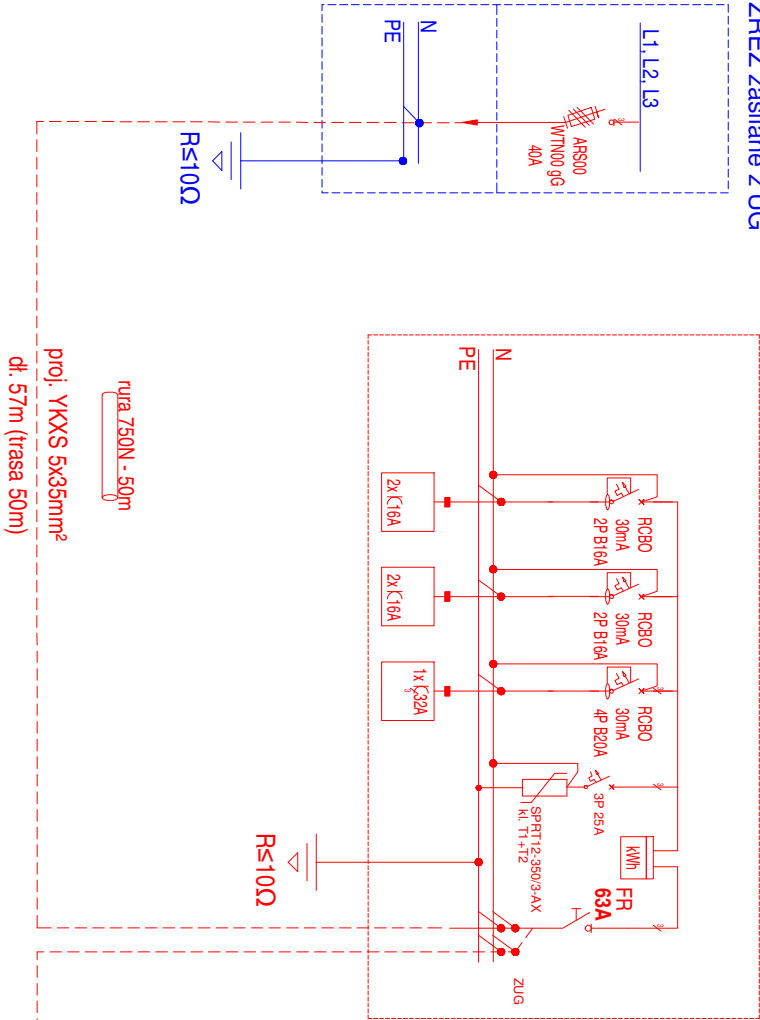 ZREZ zasilane z UG
L1, L2, L3
ARS00
WTN00 gG
40A
N
PE
R≤10Ω
N
PE
RCBO
30mA
2P B16A
2x 16A
RCBO
30mA
2P B16A
2x 16A
RCBO
30mA
4P B20A
1x 32A
3
3P 25A
SPRT12-350/3-AX
kl. T1+T2
kWh
FR
63A
ZUG
R≤10Ω
rura 750N - 50m
proj. YKXS 5x35mm²
dł. 57m (trasa 50m)